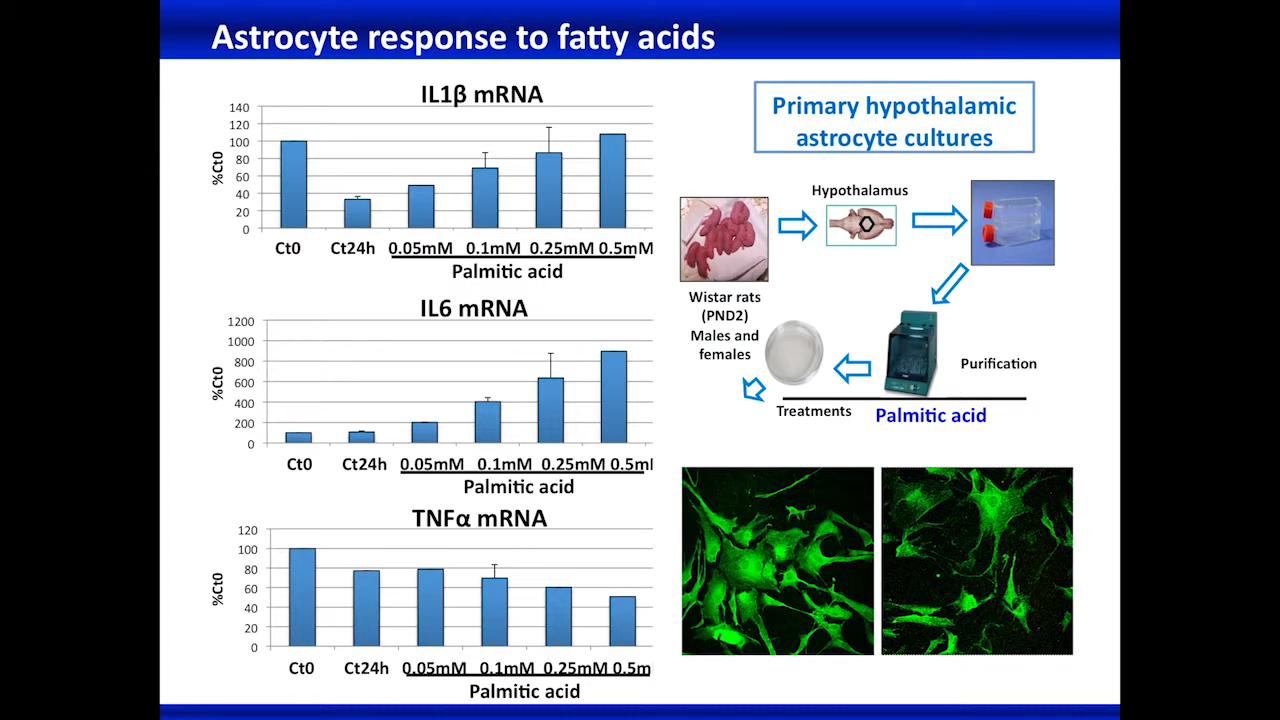 Astrocyte response to fatty acids
IL1β mRNA
140
120
100
80
60
40
20
0
%Ct0
Ct0 Ct24h 0.05mM 0.1mM 0.25mM 0.5mM
Palmitic acid
IL6 mRNA
1200
1000
800
600
400
200
0
%Ct0
Ct0 Ct24h 0.05mM 0.1mM 0.25mM 0.5m
Palmitic acid
TNFα mRNA
120
100
80
60
40
20
0
%Ct0
Ct0 Ct24h 0.05mM 0.1mM 0.25mM 0.5m
Palmitic acid
Primary hypothalamic
astrocyte cultures
Hypothalamus
Wistar rats
(PND2)
Males and
females
Purification
Treatments
Palmitic acid